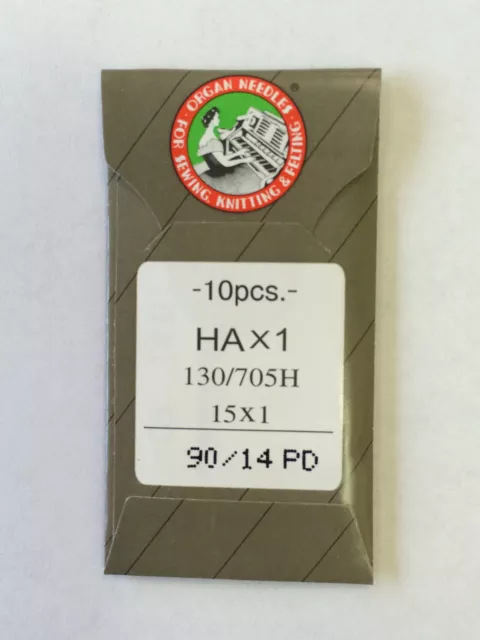 · ORGAN NEEDLES ·
FOR SEWING, KNITTING & FELTING
®
-10pcs.-
HA×1
130/705H
15x1
90/14 PD